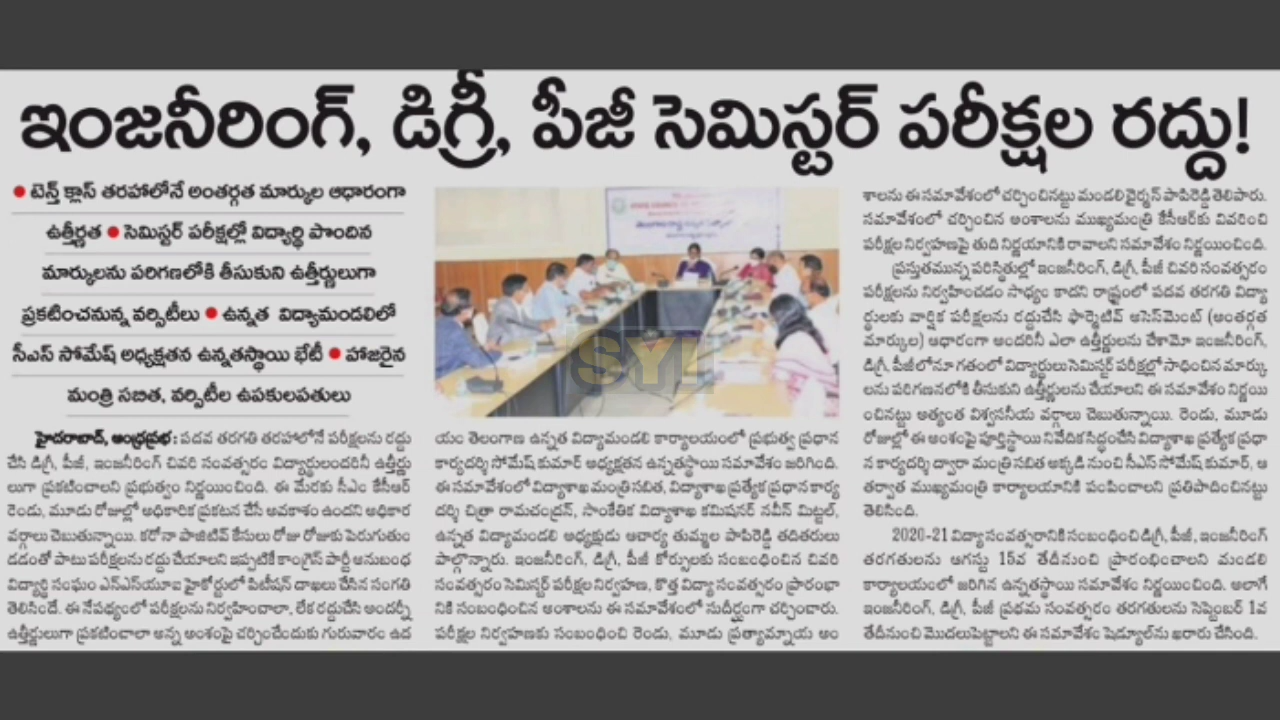 ఇంజనీరింగ్, డిగ్రీ, పీజీ సెమిస్టర్ పరీక్షల రద్దు!
● టెన్త్ క్లాస్ తరహాలోనే అంతర్గత మార్కుల ఆధారంగా
ఉత్తీర్ణత ● సెమిస్టర్ పరీక్షల్లో విద్యార్థి పొందిన
మార్కులను పరిగణలోకి తీసుకుని ఉత్తీర్ణులుగా
ప్రకటించనున్న వర్సిటీలు ● ఉన్నత విద్యామండలిలో
సీఎస్ సోమేష్ అధ్యక్షతన ఉన్నతస్థాయి భేటీ ● హాజరైన
మంత్రి సబిత, వర్సిటీల ఉపకులపతులు
హైదరాబాద్, ఆంధ్రప్రభ: పదవ తరగతి తరహాలోనే పరీక్షలను రద్దు
చేసి డిగ్రీ, పీజీ, ఇంజనీరింగ్ చివరి సంవత్సరం విద్యార్థులందరినీ ఉత్తీర్ణు
లుగా ప్రకటించాలని ప్రభుత్వం నిర్ణయించింది. ఈ మేరకు సీఎం కేసీఆర్
రెండు, మూడు రోజుల్లో అధికారిక ప్రకటన చేసే అవకాశం ఉందని అధికార
వర్గాలు చెబుతున్నాయి. కరోనా పాజిటివ్ కేసులు రోజు రోజుకు పెరుగుతుం
డడంతో పాటు పరీక్షలను రద్దు చేయాలని ఇప్పటికే కాంగ్రెస్ పార్టీ అనుబంధ
విద్యార్థి సంఘం ఎన్ఎస్‌యూఐ హైకోర్టులో పిటీషన్ దాఖలు చేసిన సంగతి
తెలిసిందే. ఈ నేపథ్యంలో పరీక్షలను నిర్వహించాలా, లేక రద్దుచేసి అందర్నీ
ఉత్తీర్ణులుగా ప్రకటించాలా అన్న అంశంపై చర్చించేందుకు గురువారం ఉద
యం తెలంగాణ ఉన్నత విద్యామండలి కార్యాలయంలో ప్రభుత్వ ప్రధాన
కార్యదర్శి సోమేష్ కుమార్ అధ్యక్షతన ఉన్నతస్థాయి సమావేశం జరిగింది.
ఈ సమావేశంలో విద్యాశాఖ మంత్రి సబిత, విద్యాశాఖ ప్రత్యేక ప్రధాన కార్య
దర్శి చిత్రా రామచంద్రన్, సాంకేతిక విద్యాశాఖ కమిషనర్ నవీన్ మిట్టల్,
ఉన్నత విద్యామండలి అధ్యక్షుడు ఆచార్య తుమ్మల పాపిరెడ్డి తదితరులు
పాల్గొన్నారు. ఇంజనీరింగ్, డిగ్రీ, పీజీ కోర్సులకు సంబంధించిన చివరి
సంవత్సరం సెమిస్టర్ పరీక్షల నిర్వహణ, కొత్త విద్యా సంవత్సరం ప్రారంభా
నికి సంబంధించిన అంశాలను ఈ సమావేశంలో సుదీర్ఘంగా చర్చించారు.
పరీక్షల నిర్వహణకు సంబంధించి రెండు, మూడు ప్రత్యామ్నాయ అం
శాలను ఈ సమావేశంలో చర్చించినట్టు మండలి చైర్మన్ పాపిరెడ్డి తెలిపారు.
సమావేశంలో చర్చించిన అంశాలను ముఖ్యమంత్రి కేసీఆర్‌కు వివరించి
పరీక్షల నిర్వహణపై తుది నిర్ణయానికి రావాలని సమావేశం నిర్ణయించింది.
ప్రస్తుతమున్న పరిస్థితుల్లో ఇంజనీరింగ్, డిగ్రీ, పీజీ చివరి సంవత్సరం
పరీక్షలను నిర్వహించడం సాధ్యం కాదని రాష్ట్రంలో పదవ తరగతి విద్యా
ర్థులకు వార్షిక పరీక్షలను రద్దుచేసి ఫార్మెటివ్ అసెస్‌మెంట్ (అంతర్గత
మార్కుల) ఆధారంగా అందరినీ ఎలా ఉత్తీర్ణులను చేశామో ఇంజనీరింగ్,
డిగ్రీ, పీజీలోనూ గతంలో విద్యార్థులు సెమిస్టర్ పరీక్షల్లో సాధించిన మార్కు
లను పరిగణనలోకి తీసుకుని ఉత్తీర్ణులను చేయాలని ఈ సమావేశం నిర్ణయి
ంచినట్టు అత్యంత విశ్వసనీయ వర్గాలు చెబుతున్నాయి. రెండు, మూడు
రోజుల్లో ఈ అంశంపై పూర్తిస్థాయి నివేదిక సిద్ధంచేసి విద్యాశాఖ ప్రత్యేక ప్రధా
న కార్యదర్శి ద్వారా మంత్రి సబిత అక్కడి నుంచి సీఎస్ సోమేష్ కుమార్, ఆ
తర్వాత ముఖ్యమంత్రి కార్యాలయానికి పంపించాలని ప్రతిపాదించినట్టు
తెలిసింది.
2020-21 విద్యా సంవత్సరానికి సంబంధించి డిగ్రీ, పీజీ, ఇంజనీరింగ్
తరగతులను ఆగస్టు 15వ తేదీనుంచి ప్రారంభించాలని మండలి
కార్యాలయంలో జరిగిన ఉన్నతస్థాయి సమావేశం నిర్ణయించింది. అలాగే
ఇంజనీరింగ్, డిగ్రీ, పీజీ ప్రథమ సంవత్సరం తరగతులను సెప్టెంబర్ 1వ
తేదీనుంచి మొదలుపెట్టాలని ఈ సమావేశం షెడ్యూల్‌ను ఖరారు చేసింది.